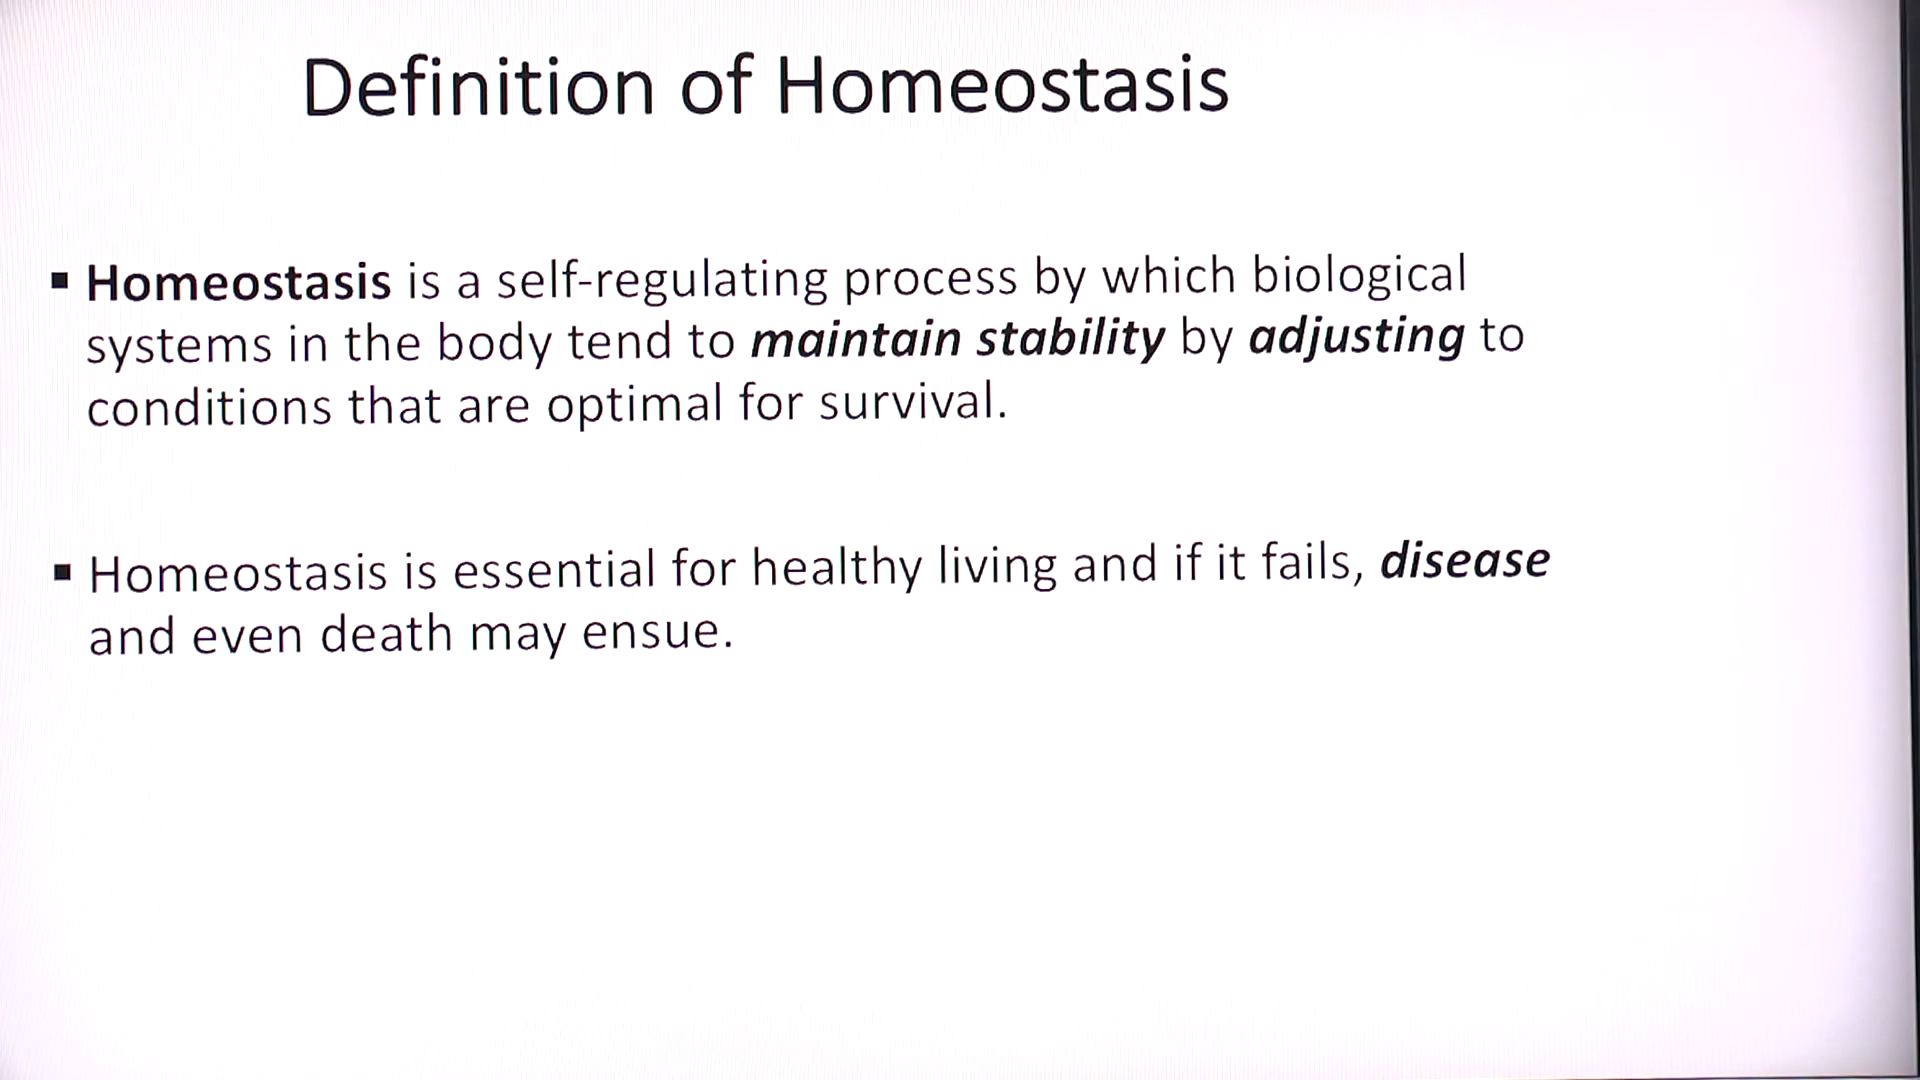 Definition of Homeostasis
▪ Homeostasis is a self-regulating process by which biological
systems in the body tend to maintain stability by adjusting to
conditions that are optimal for survival.
▪ Homeostasis is essential for healthy living and if it fails, disease
and even death may ensue.